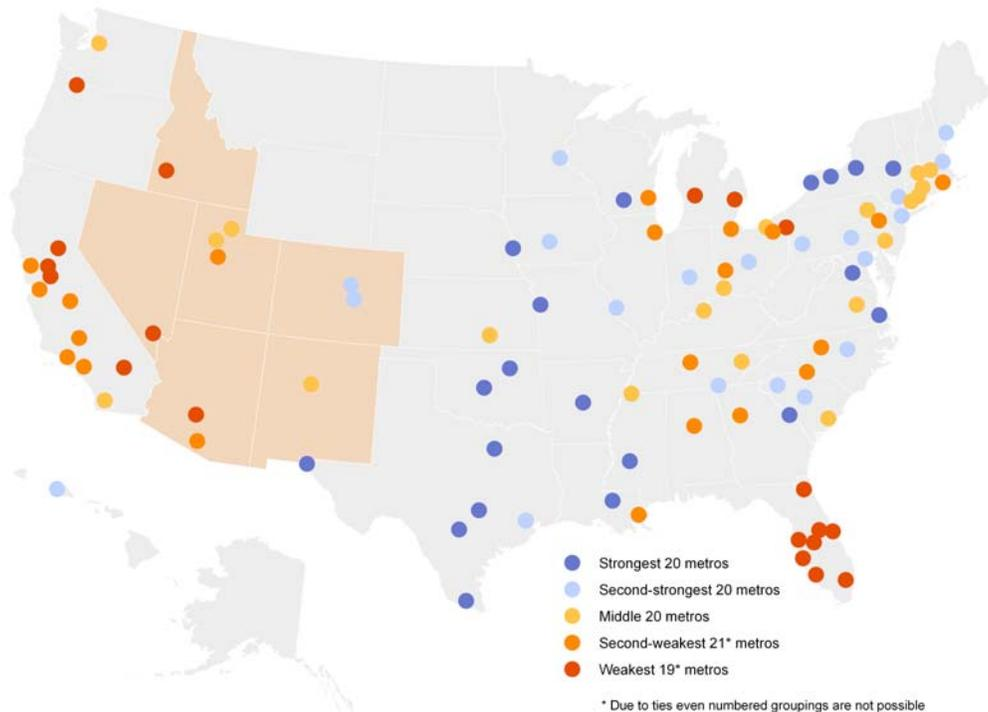 Strongest 20 metros
Second-strongest 20 metros
Middle 20 metros
Second-weakest 21* metros
Weakest 19* metros
* Due to ties even numbered groupings are not possible